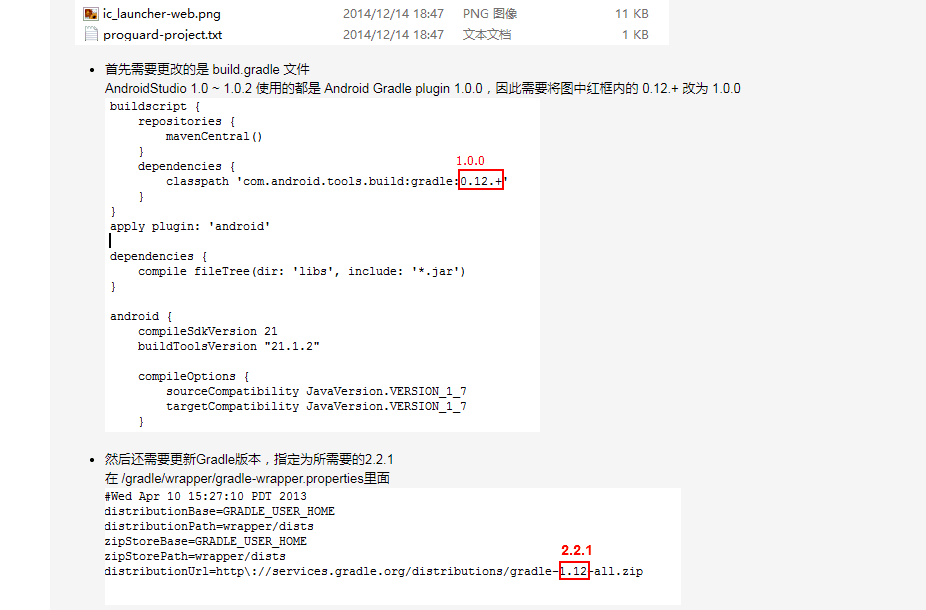 ic_launcher-web.png 2014/12/14 18:47 PNG 图像 11 KB
proguard-project.txt 2014/12/14 18:47 文本文档 1 KB
首先需要更改的是 build.gradle 文件
AndroidStudio 1.0 ~ 1.0.2 使用的都是 Android Gradle plugin 1.0.0，因此需要将图中红框内的 0.12.+ 改为 1.0.0
buildscript {
    repositories {
        mavenCentral()
    }
    dependencies {
1.0.0
        classpath 'com.android.tools.build:gradle:0.12.+'
    }
}
apply plugin: 'android'
dependencies {
    compile fileTree(dir: 'libs', include: '*.jar')
}
android {
    compileSdkVersion 21
    buildToolsVersion "21.1.2"
    compileOptions {
        sourceCompatibility JavaVersion.VERSION_1_7
        targetCompatibility JavaVersion.VERSION_1_7
    }
然后还需要更新Gradle版本，指定为所需要的2.2.1
在 /gradle/wrapper/gradle-wrapper.properties里面
#Wed Apr 10 15:27:10 PDT 2013
distributionBase=GRADLE_USER_HOME
distributionPath=wrapper/dists
zipStoreBase=GRADLE_USER_HOME
zipStorePath=wrapper/dists
2.2.1
distributionUrl=http\://services.gradle.org/distributions/gradle-1.12-all.zip